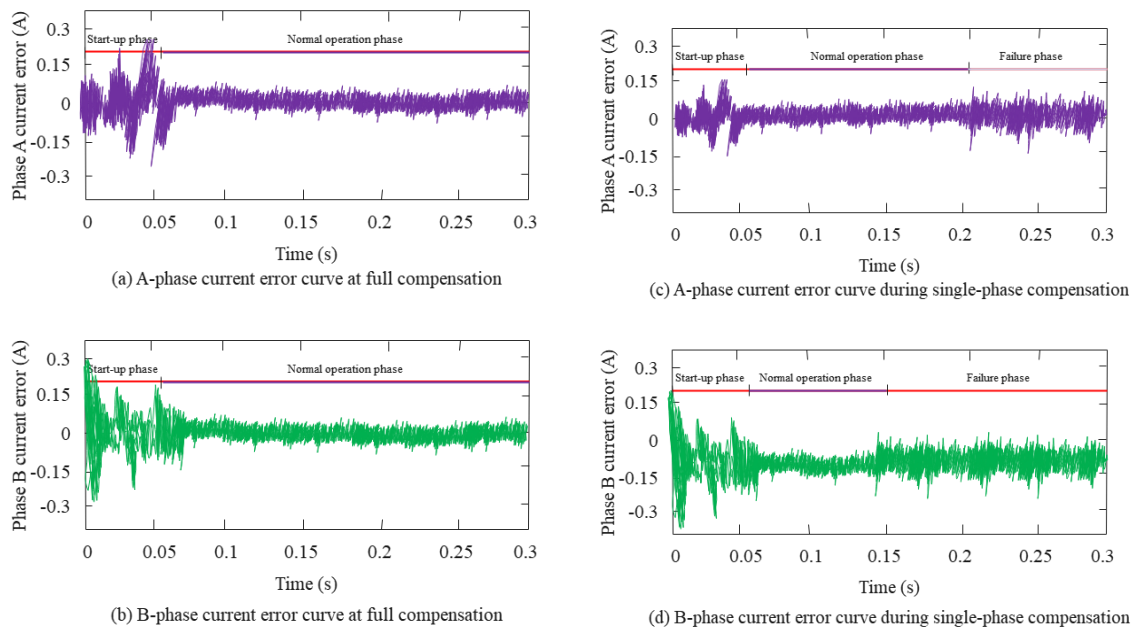 Phase A current error (A)
0.3
0.15
0
-0.15
-0.3
Start-up phase
Normal operation phase
0 0.05 0.1 0.15 0.2 0.25 0.3
Time (s)
(a) A-phase current error curve at full compensation
Phase B current error (A)
0.3
0.15
0
-0.15
-0.3
Start-up phase
Normal operation phase
0 0.05 0.1 0.15 0.2 0.25 0.3
Time (s)
(b) B-phase current error curve at full compensation
Phase A current error (A)
0.3
0.15
0
-0.15
-0.3
Start-up phase
Normal operation phase
Failure phase
0 0.05 0.1 0.15 0.2 0.25 0.3
Time (s)
(c) A-phase current error curve during single-phase compensation
Phase B current error (A)
0.3
0.15
0
-0.15
-0.3
Start-up phase
Normal operation phase
Failure phase
0 0.05 0.1 0.15 0.2 0.25 0.3
Time (s)
(d) B-phase current error curve during single-phase compensation